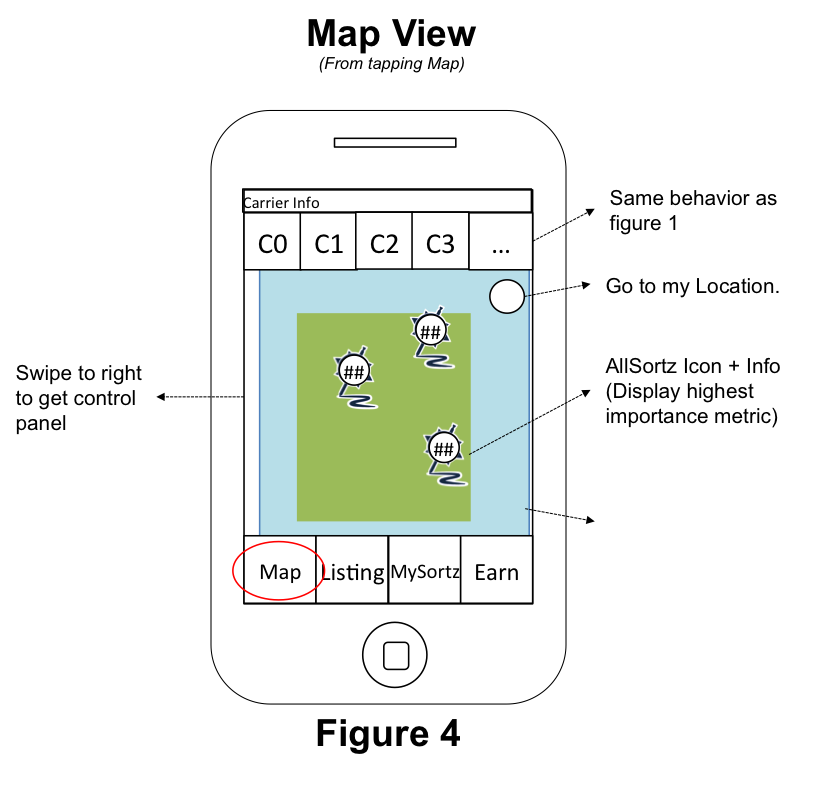 Map View
(From tapping Map)
Carrier Info
C0 C1 C2 C3 ...
Same behavior as
figure 1
Go to my Location.
##
##
##
AllSortz Icon + Info
(Display highest
importance metric)
Swipe to right
to get control
panel
Map Listing MySortz Earn
Figure 4